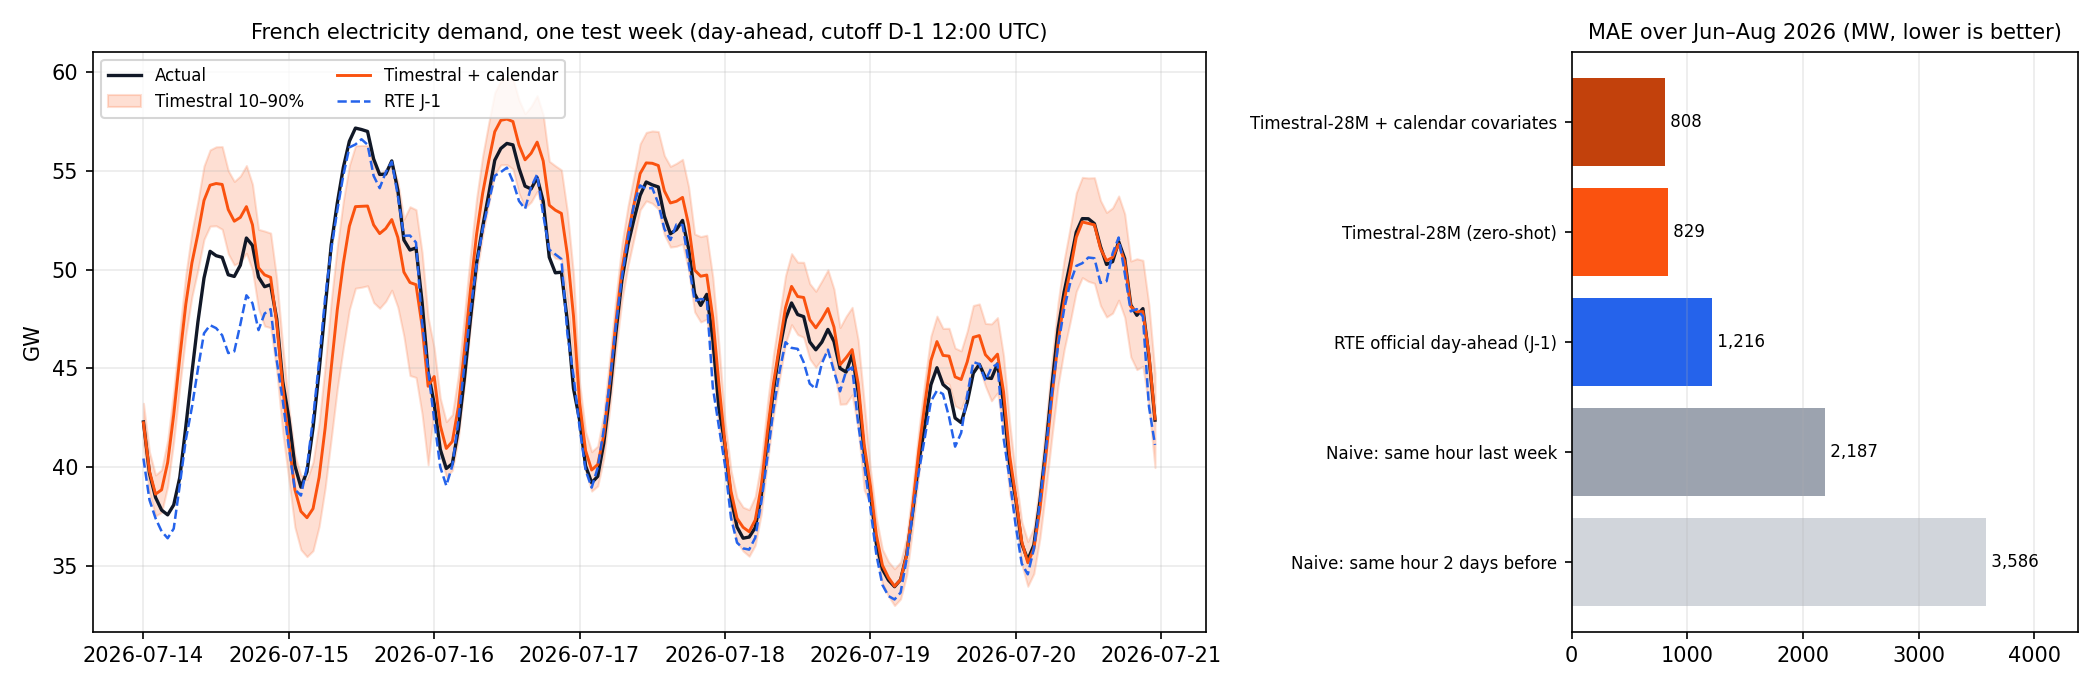 French electricity demand, one test week (day-ahead, cutoff D-1 12:00 UTC)
Actual
Timestral 10–90%
Timestral + calendar
RTE J-1
GW
60
55
50
45
40
35
2026-07-14
2026-07-15
2026-07-16
2026-07-17
2026-07-18
2026-07-19
2026-07-20
2026-07-21
MAE over Jun–Aug 2026 (MW, lower is better)
Timestral-28M + calendar covariates
808
Timestral-28M (zero-shot)
829
RTE official day-ahead (J-1)
1,216
Naive: same hour last week
2,187
Naive: same hour 2 days before
3,586
0
1000
2000
3000
4000